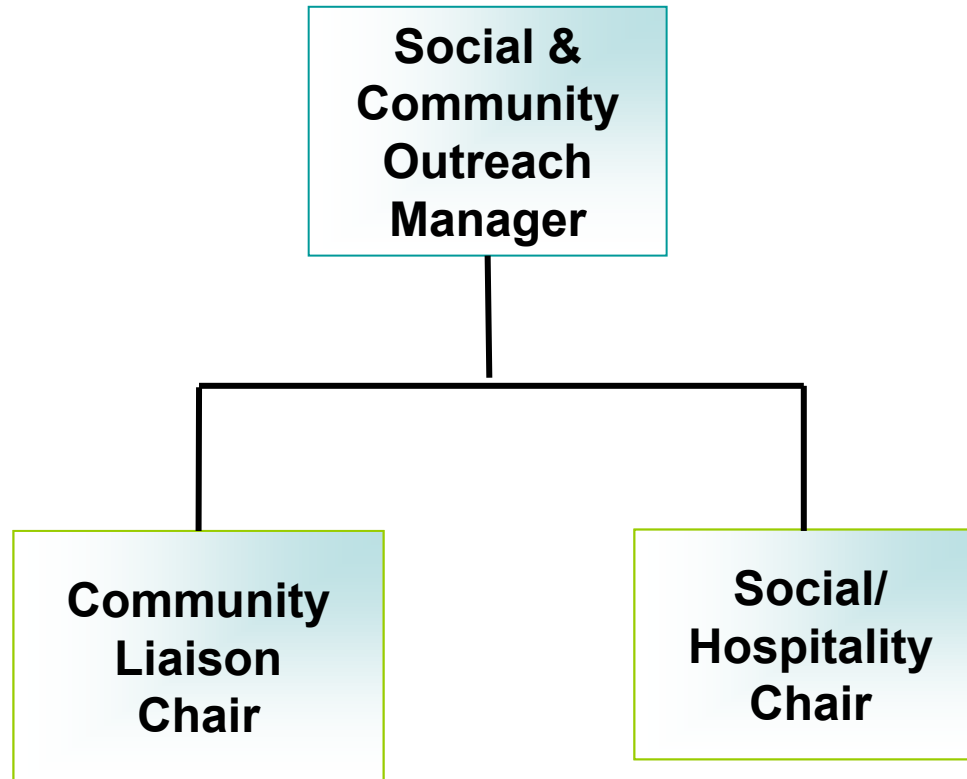 Social &
Community
Outreach
Manager
Community
Liaison
Chair
Social/
Hospitality
Chair